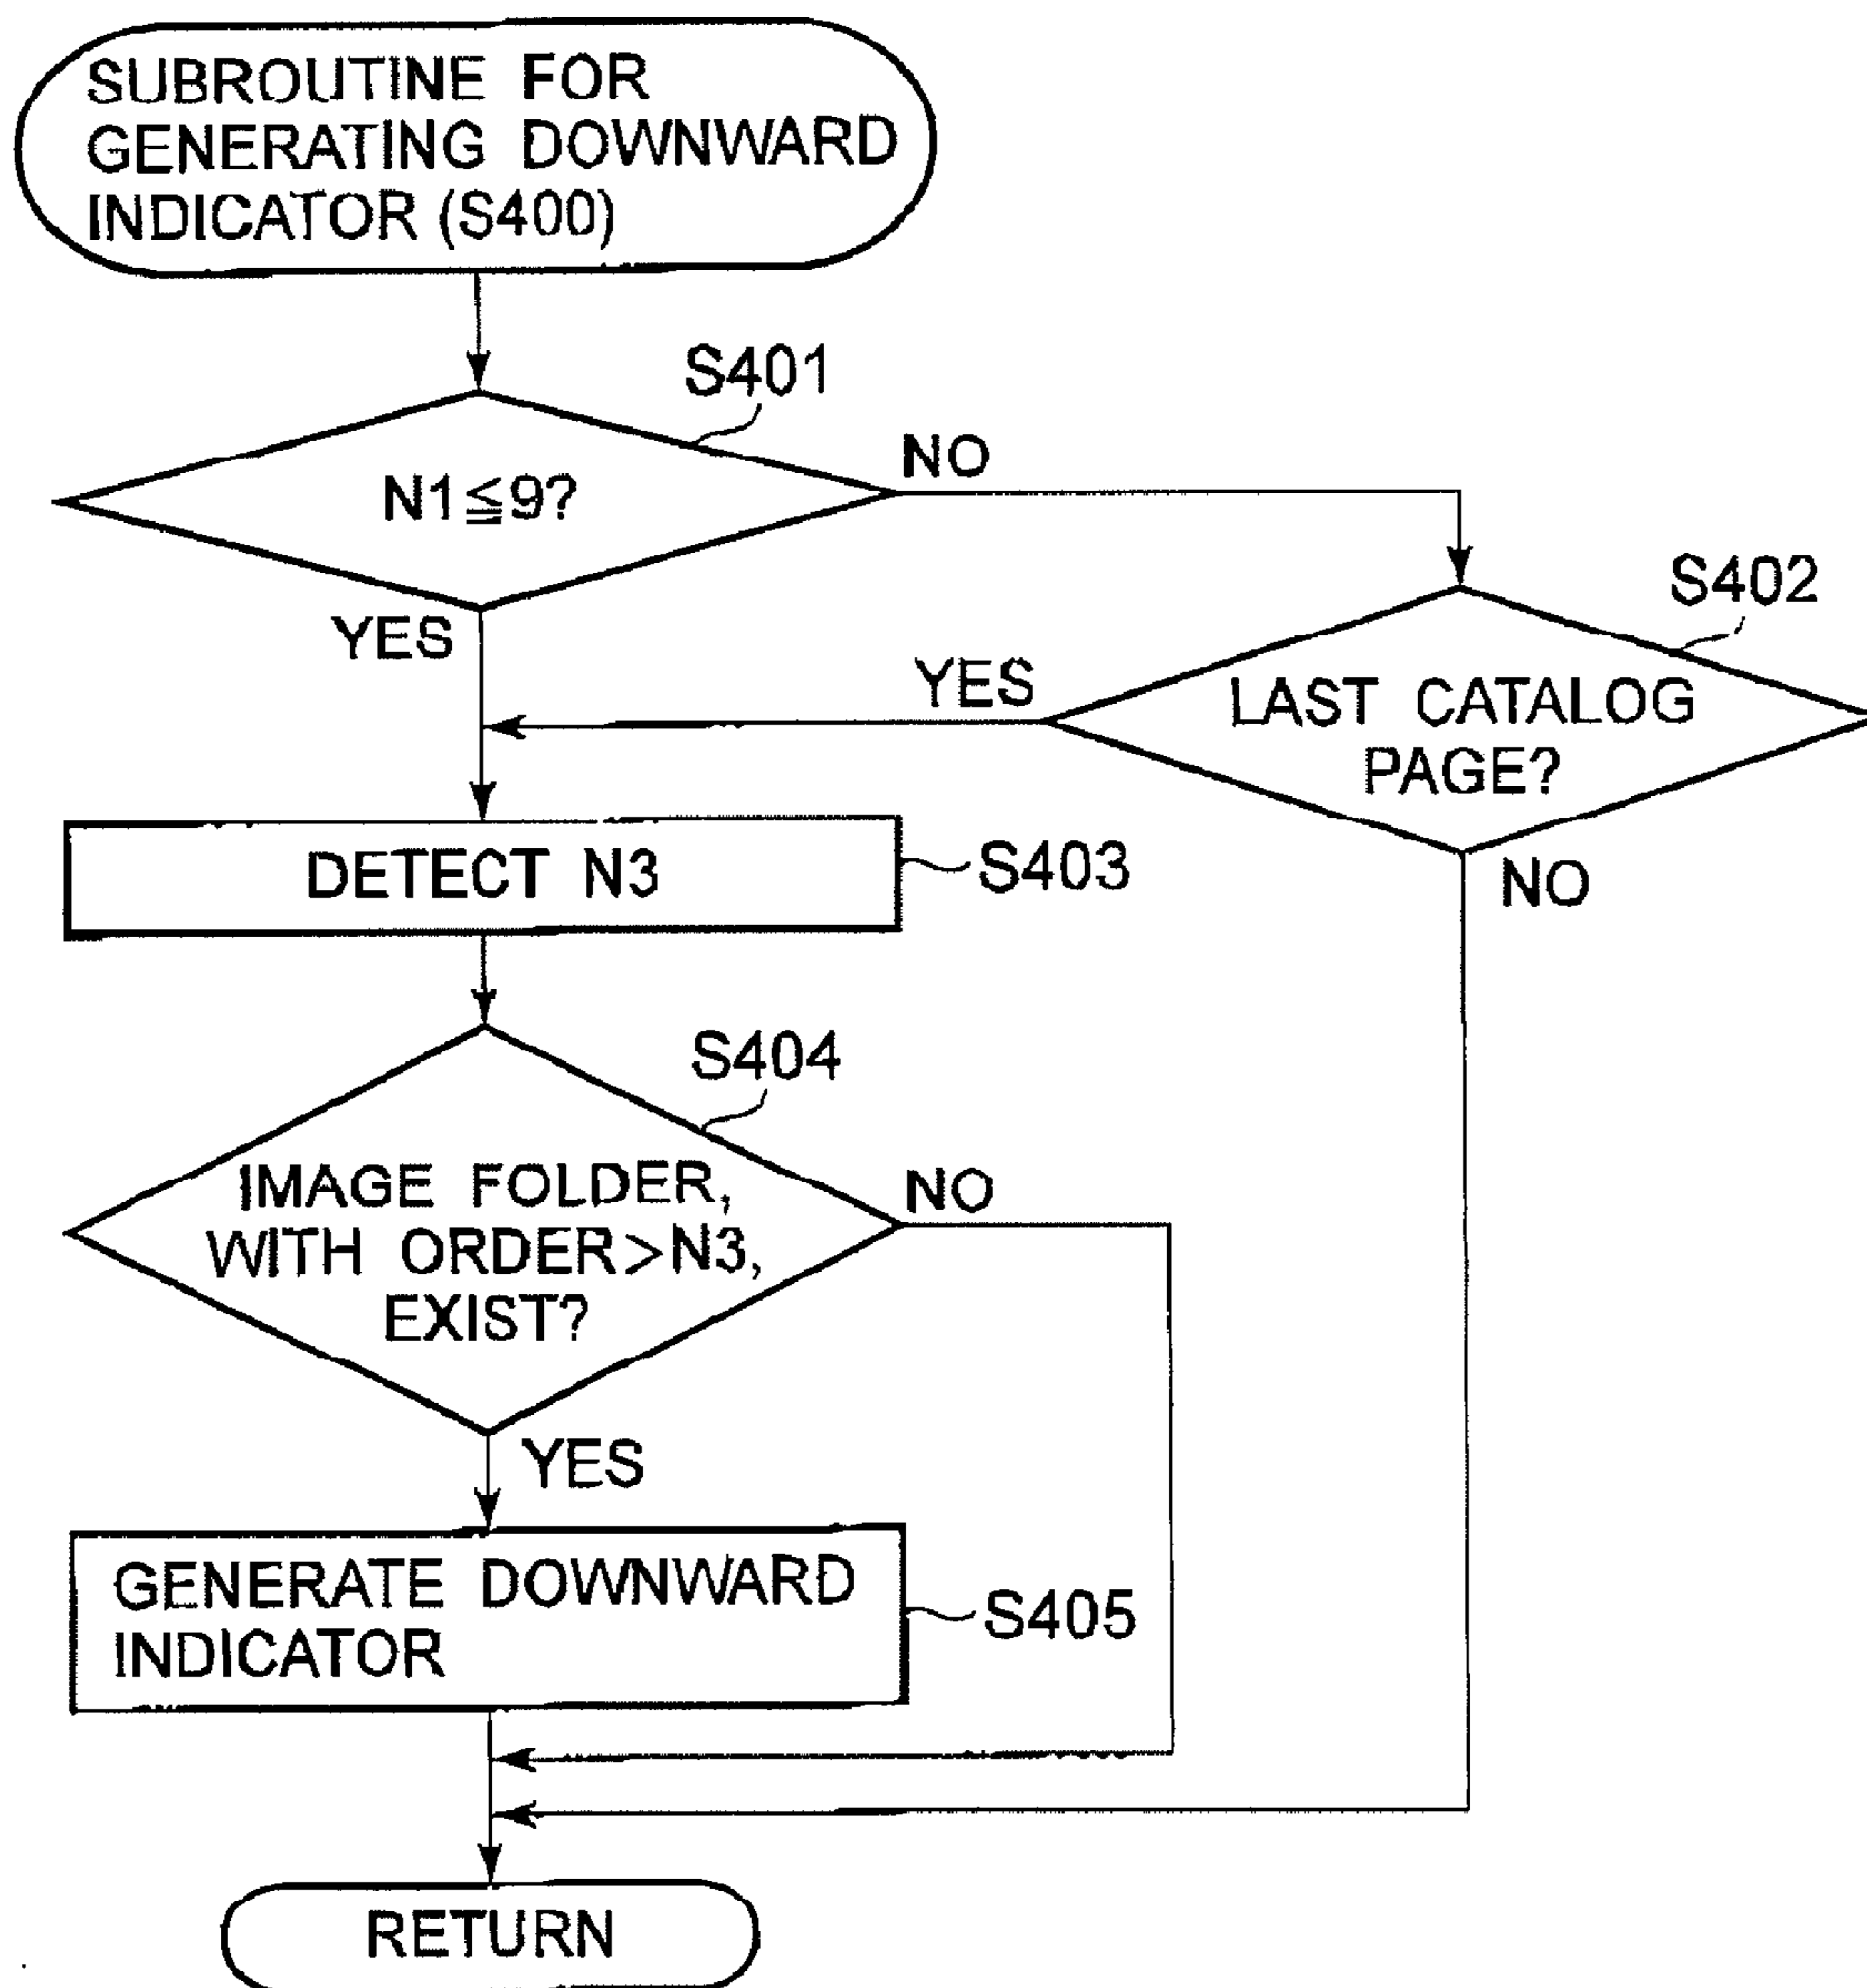 SUBROUTINE FOR
GENERATING DOWNWARD
INDICATOR (S400)
S401
N1≦9?
NO
YES
S402
LAST CATALOG
PAGE?
YES
NO
DETECT N3
S403
S404
IMAGE FOLDER,
WITH ORDER>N3,
EXIST?
NO
YES
GENERATE DOWNWARD
INDICATOR
S405
RETURN